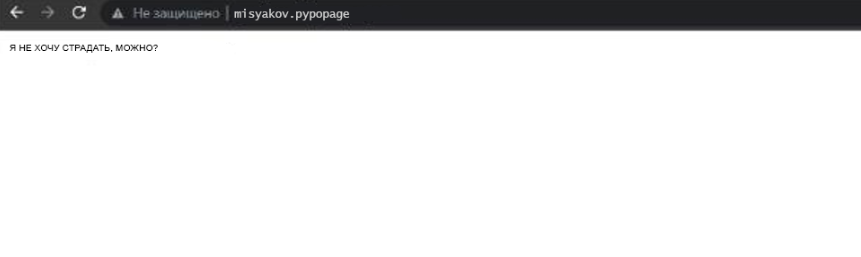 Не защищено | misyakov.pypopage
Я НЕ ХОЧУ СТРАДАТЬ, МОЖНО?